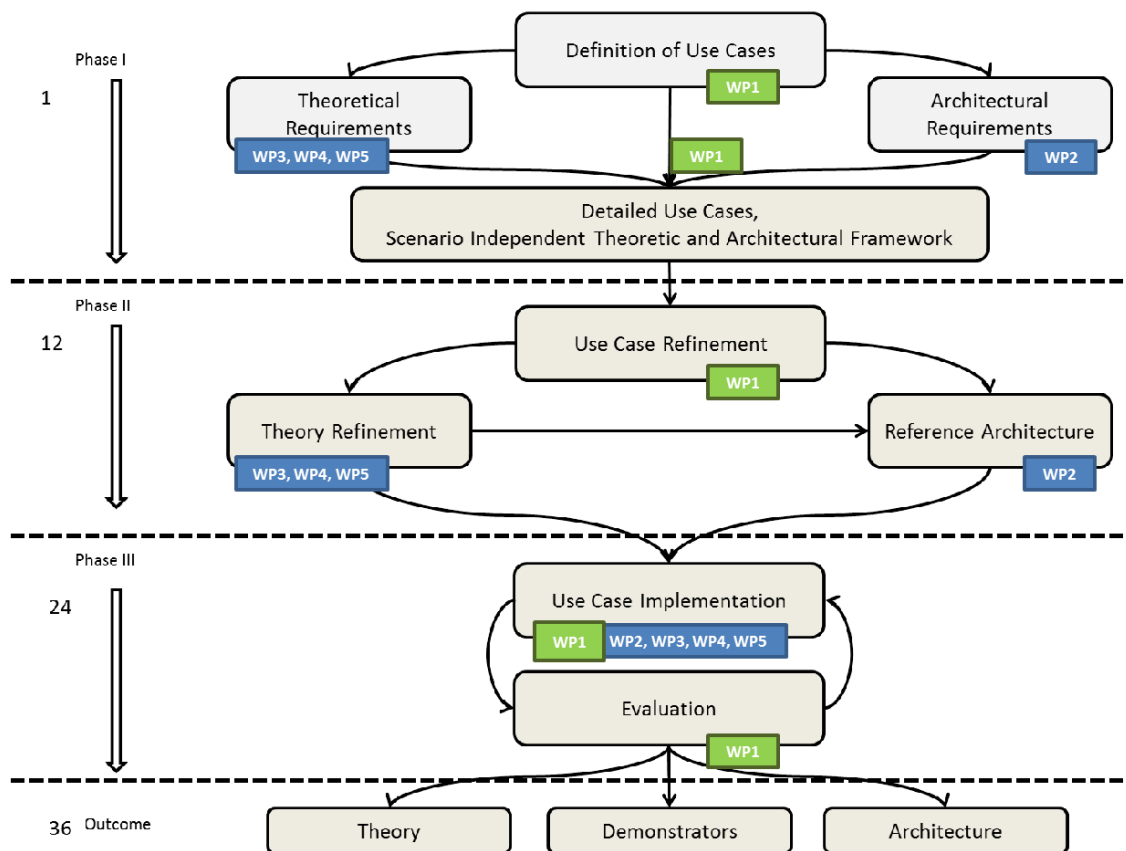 Phase I
1
Definition of Use Cases
WP1
Theoretical
Requirements
WP3, WP4, WP5
WP1
Architectural
Requirements
WP2
Detailed Use Cases,
Scenario Independent Theoretic and Architectural Framework
Phase II
12
Use Case Refinement
WP1
Theory Refinement
WP3, WP4, WP5
Reference Architecture
WP2
Phase III
24
Use Case Implementation
WP1
WP2, WP3, WP4, WP5
Evaluation
WP1
36
Outcome
Theory
Demonstrators
Architecture